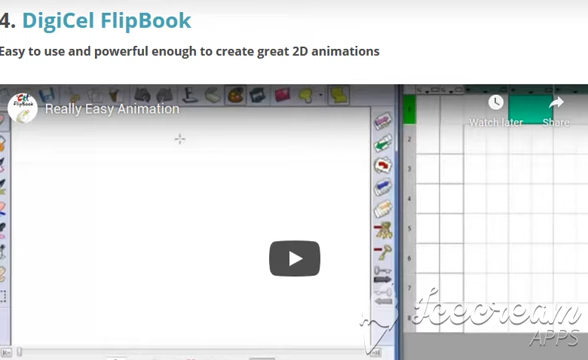 4. DigiCel FlipBook
Easy to use and powerful enough to create great 2D animations
Really Easy Animation
Watch later
Share
2
3
4
5
6
7
8
Icecream
APPS